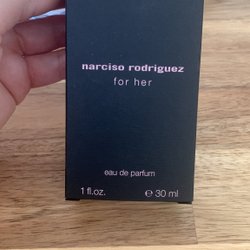 narciso rodriguez
for her
eau de parfum
1 fl.oz. ℮ 30 ml